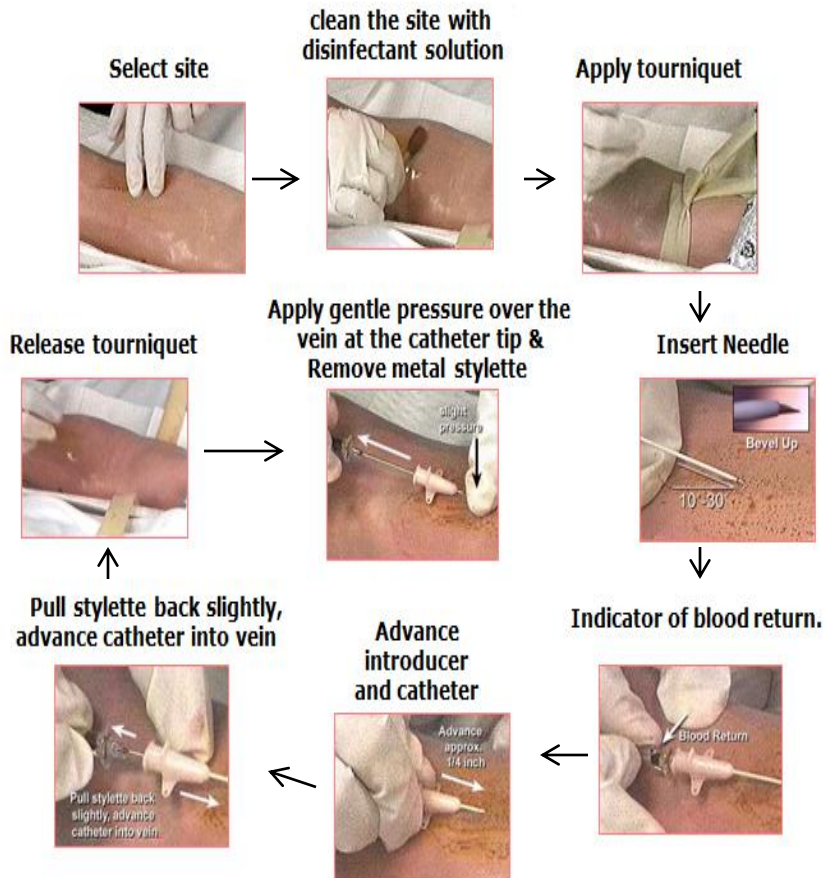 Select site
clean the site with
disinfectant solution
Apply tourniquet
Insert Needle
Bevel Up
10°-30°
Indicator of blood return.
Blood Return
Advance
introducer
and catheter
Advance
approx.
1/4 inch
Pull stylette back slightly,
advance catheter into vein
Pull stylette back
slightly, advance
catheter into vein
Release tourniquet
Apply gentle pressure over the
vein at the catheter tip &
Remove metal stylette
slight
pressure